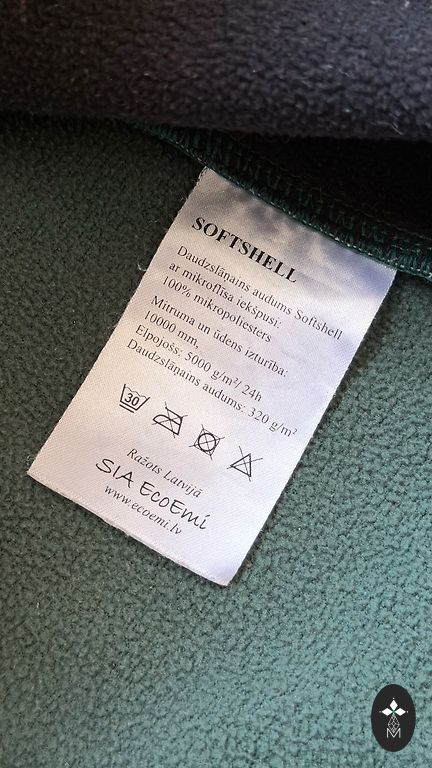 SOFTSHELL
Daudzslāņains audums Softshell
ar mikroflīsa iekšpusi:
100% mikropoliesters
Mitruma un ūdens izturība:
10000 mm,
Elpojošs: 5000 g/m²/ 24h
Daudzslāņains audums: 320 g/m²
30
Ražots Latvijā
SIA EcoEmi
www.ecoemi.lv
M